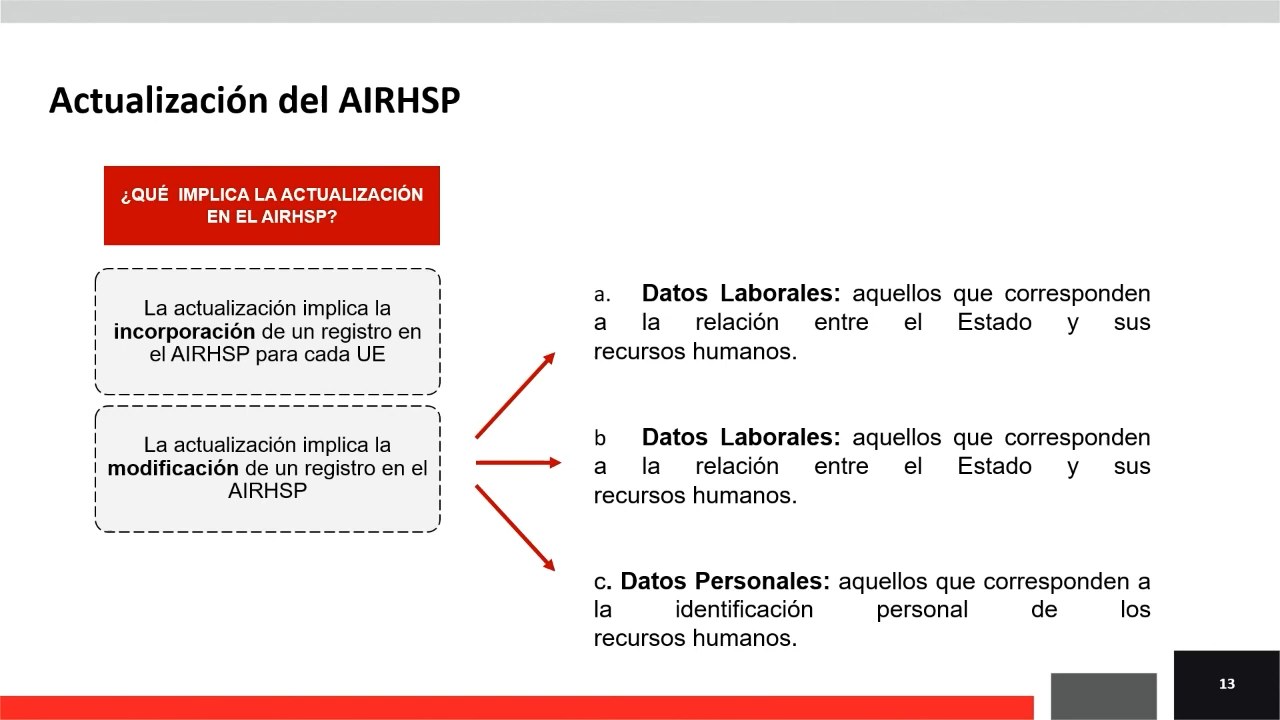 Actualización del AIRHSP
¿QUÉ IMPLICA LA ACTUALIZACIÓN
EN EL AIRHSP?
La actualización implica la
incorporación de un registro en
el AIRHSP para cada UE
La actualización implica la
modificación de un registro en el
AIRHSP
a. Datos Laborales: aquellos que corresponden
a la relación entre el Estado y sus
recursos humanos.
b Datos Laborales: aquellos que corresponden
a la relación entre el Estado y sus
recursos humanos.
c. Datos Personales: aquellos que corresponden a
la identificación personal de los
recursos humanos.
13